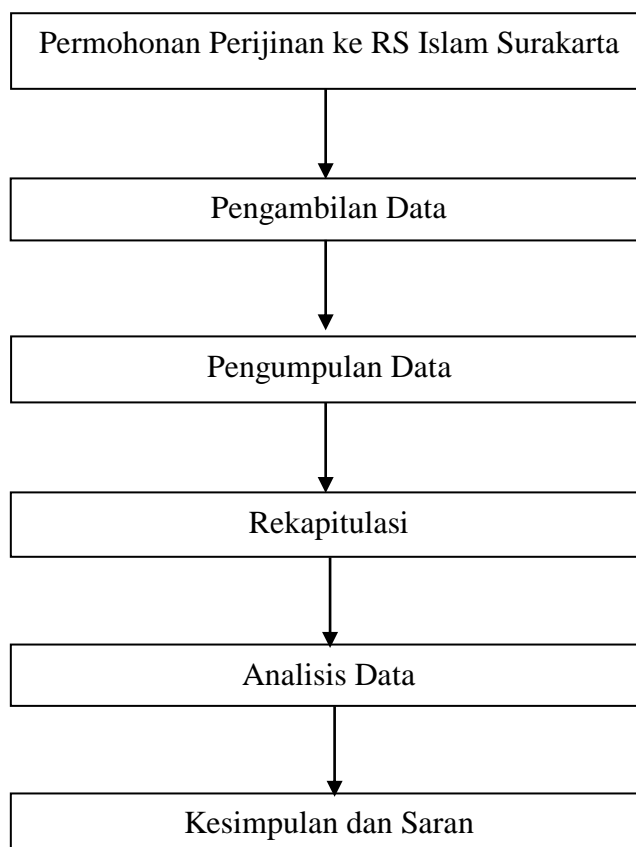 Permohonan Perijinan ke RS Islam Surakarta
Pengambilan Data
Pengumpulan Data
Rekapitulasi
Analisis Data
Kesimpulan dan Saran